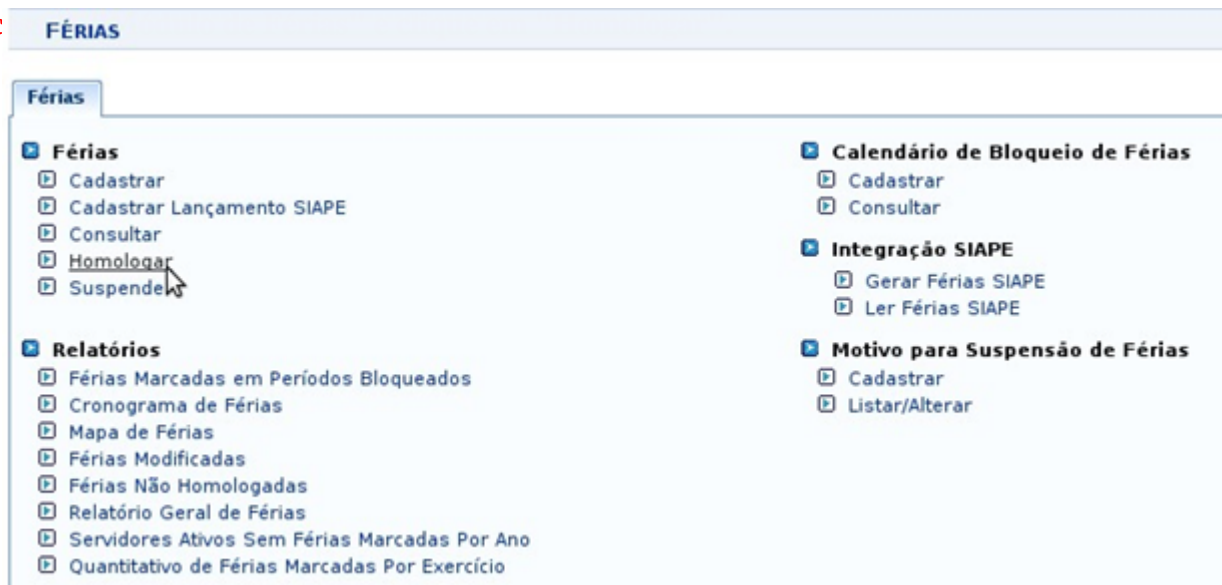 FÉRIAS
Férias
Férias
Cadastrar
Cadastrar Lançamento SIAPE
Consultar
Homologar
Suspender
Relatórios
Férias Marcadas em Períodos Bloqueados
Cronograma de Férias
Mapa de Férias
Férias Modificadas
Férias Não Homologadas
Relatório Geral de Férias
Servidores Ativos Sem Férias Marcadas Por Ano
Quantitativo de Férias Marcadas Por Exercício
Calendário de Bloqueio de Férias
Cadastrar
Consultar
Integração SIAPE
Gerar Férias SIAPE
Ler Férias SIAPE
Motivo para Suspensão de Férias
Cadastrar
Listar/Alterar